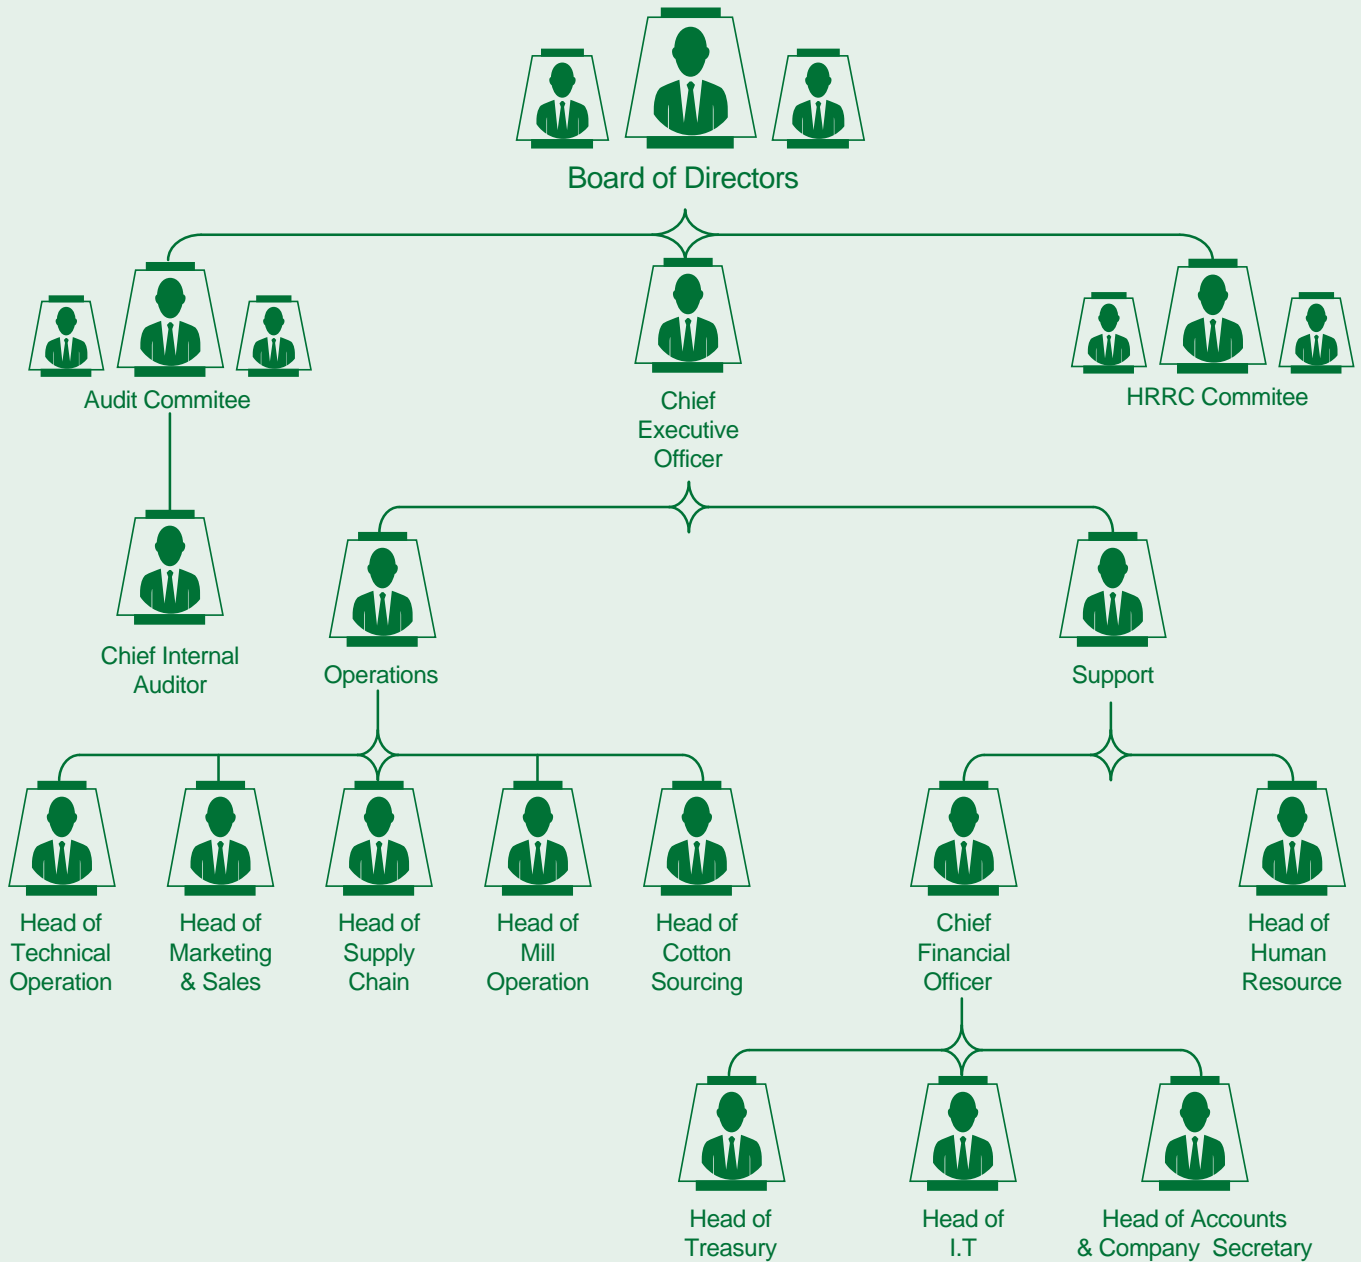 Board of Directors
Audit Commitee
Chief
Executive
Officer
HRRC Commitee
Chief Internal
Auditor
Operations
Support
Head of
Technical
Operation
Head of
Marketing
& Sales
Head of
Supply
Chain
Head of
Mill
Operation
Head of
Cotton
Sourcing
Chief
Financial
Officer
Head of
Human
Resource
Head of
Treasury
Head of
I.T
Head of Accounts
& Company Secretary